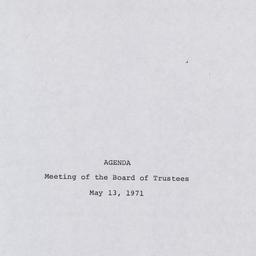 AGENDA
Meeting of the Board of Trustees
May 13, 1971